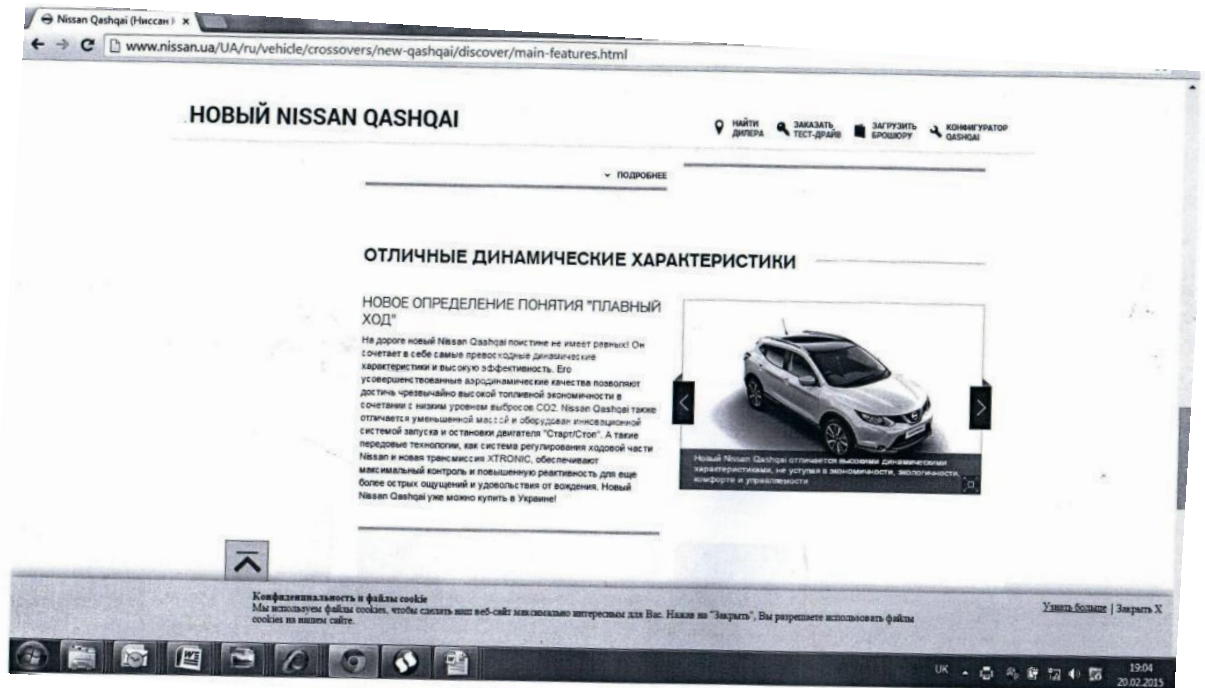 Nissan Qashqai (Ниссан
www.nissan.ua/UA/ru/vehicle/crossovers/new-qashqai/discover/main-features.html
НОВЫЙ NISSAN QASHQAI
НАЙТИ
ДИЛЕРА
ЗАКАЗАТЬ
ТЕСТ-ДРАЙВ
ЗАГРУЗИТЬ
БРОШЮРУ
КОНФИГУРАТОР
QASHQAI
ПОДРОБНЕЕ
ОТЛИЧНЫЕ ДИНАМИЧЕСКИЕ ХАРАКТЕРИСТИКИ
НОВОЕ ОПРЕДЕЛЕНИЕ ПОНЯТИЯ "ПЛАВНЫЙ
ХОД"
На дороге новый Nissan Qashqai поистине не имеет равных! Он
сочетает в себе самые превосходные динамические
характеристики и высокую эффективность. Его
усовершенствованные аэродинамические качества позволяют
достичь чрезвычайно высокой топливной экономичности в
сочетании с низким уровнем выбросов CO2. Nissan Qashqai также
отличается уменьшенной массой и оборудован инновационной
системой запуска и остановки двигателя "Старт/Стоп". А такие
передовые технологии, как система регулирования ходовой части
Nissan и новая трансмиссия XTRONIC, обеспечивают
максимальный контроль и повышенную реактивность для еще
более острых ощущений и удовольствия от вождения. Новый
Nissan Qashqai уже можно купить в Украине!
Новый Nissan Qashqai отличается высокими динамическими
характеристиками, не уступая в экономичности, экологичности,
комфорте и управляемости
Конфиденциальность и файлы cookie
Мы используем файлы cookies, чтобы сделать наш веб-сайт максимально интересным для Вас. Нажав на "Закрыть", Вы разрешаете использовать файлы
cookies на нашем сайте.
Узнать больше | Закрыть X
UK
19:04
20.02.2015